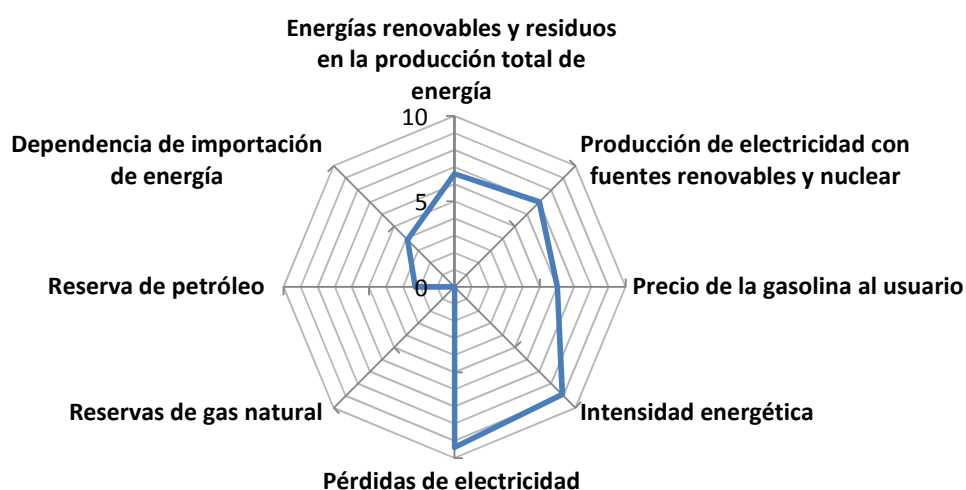 Energías renovables y residuos
en la producción total de
energía
10
Dependencia de importación
de energía
Producción de electricidad con
fuentes renovables y nuclear
5
Reserva de petróleo
0
Precio de la gasolina al usuario
Reservas de gas natural
Intensidad energética
Pérdidas de electricidad